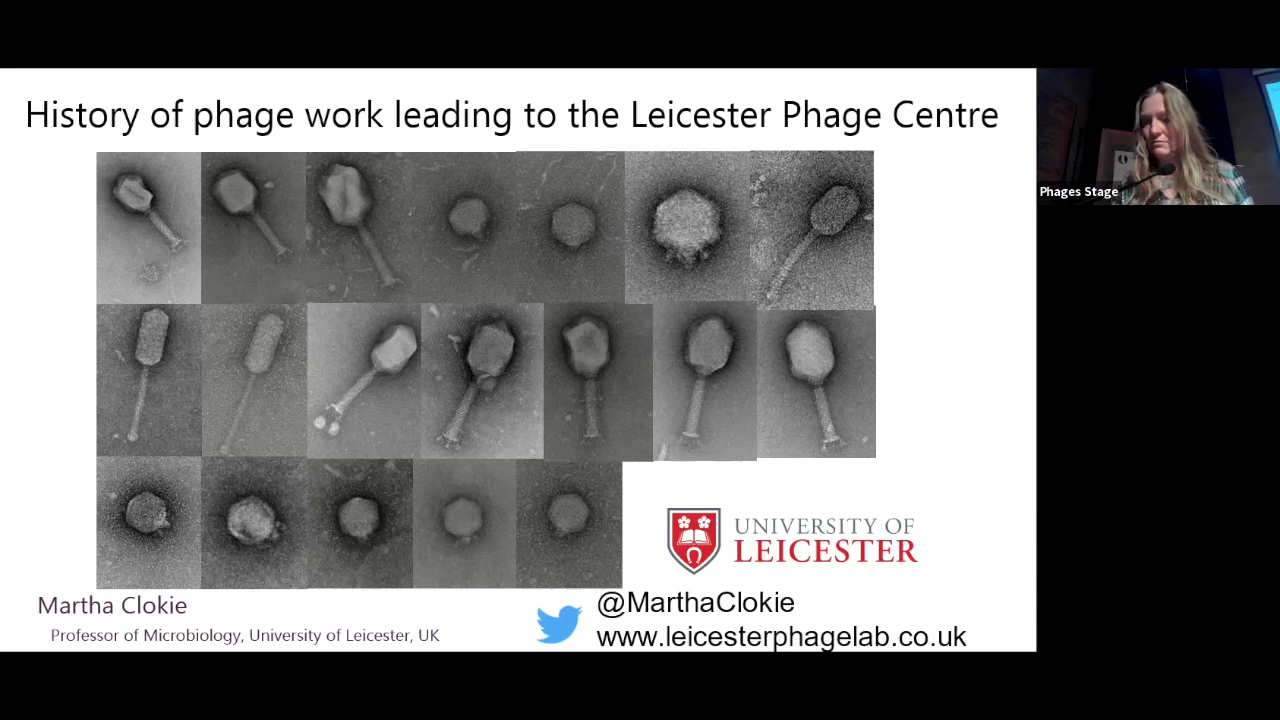 History of phage work leading to the Leicester Phage Centre
Phages Stage
UNIVERSITY OF
LEICESTER
Martha Clokie
Professor of Microbiology, University of Leicester, UK
@MarthaClokie
www.leicesterphagelab.co.uk